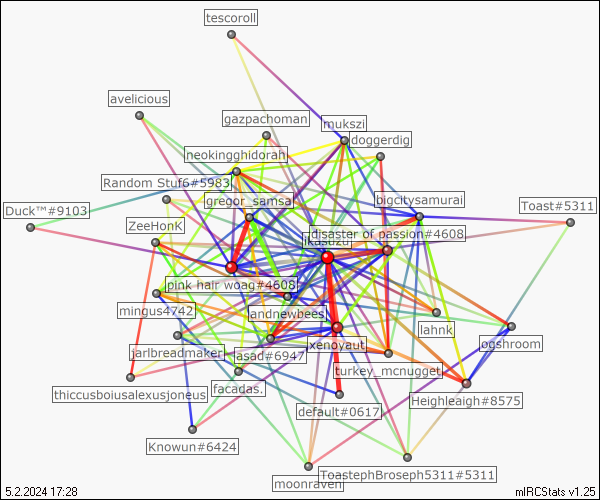 tescoroll
avelicious
gazpachoman
mukszi
doggerdig
neokingghidorah
Random Stuf6#5983
gregor_samsa
bigcitysamurai
Duck™#9103
Toast#5311
ZeeHonK
disaster of passion#4608
pink hair woag#4608
mingus4742
andnewbees
lahnk
xenoyaut
ooshroom
jarlbreadmaker
asad#6947
turkey_mcnugget
thiccusboiusalexusjoneus
facadas.
default#0617
Heighleaigh#8575
Knowun#6424
ToastephBroseph5311#5311
moonraven
5.2.2024 17:28
mIRCStats v1.25